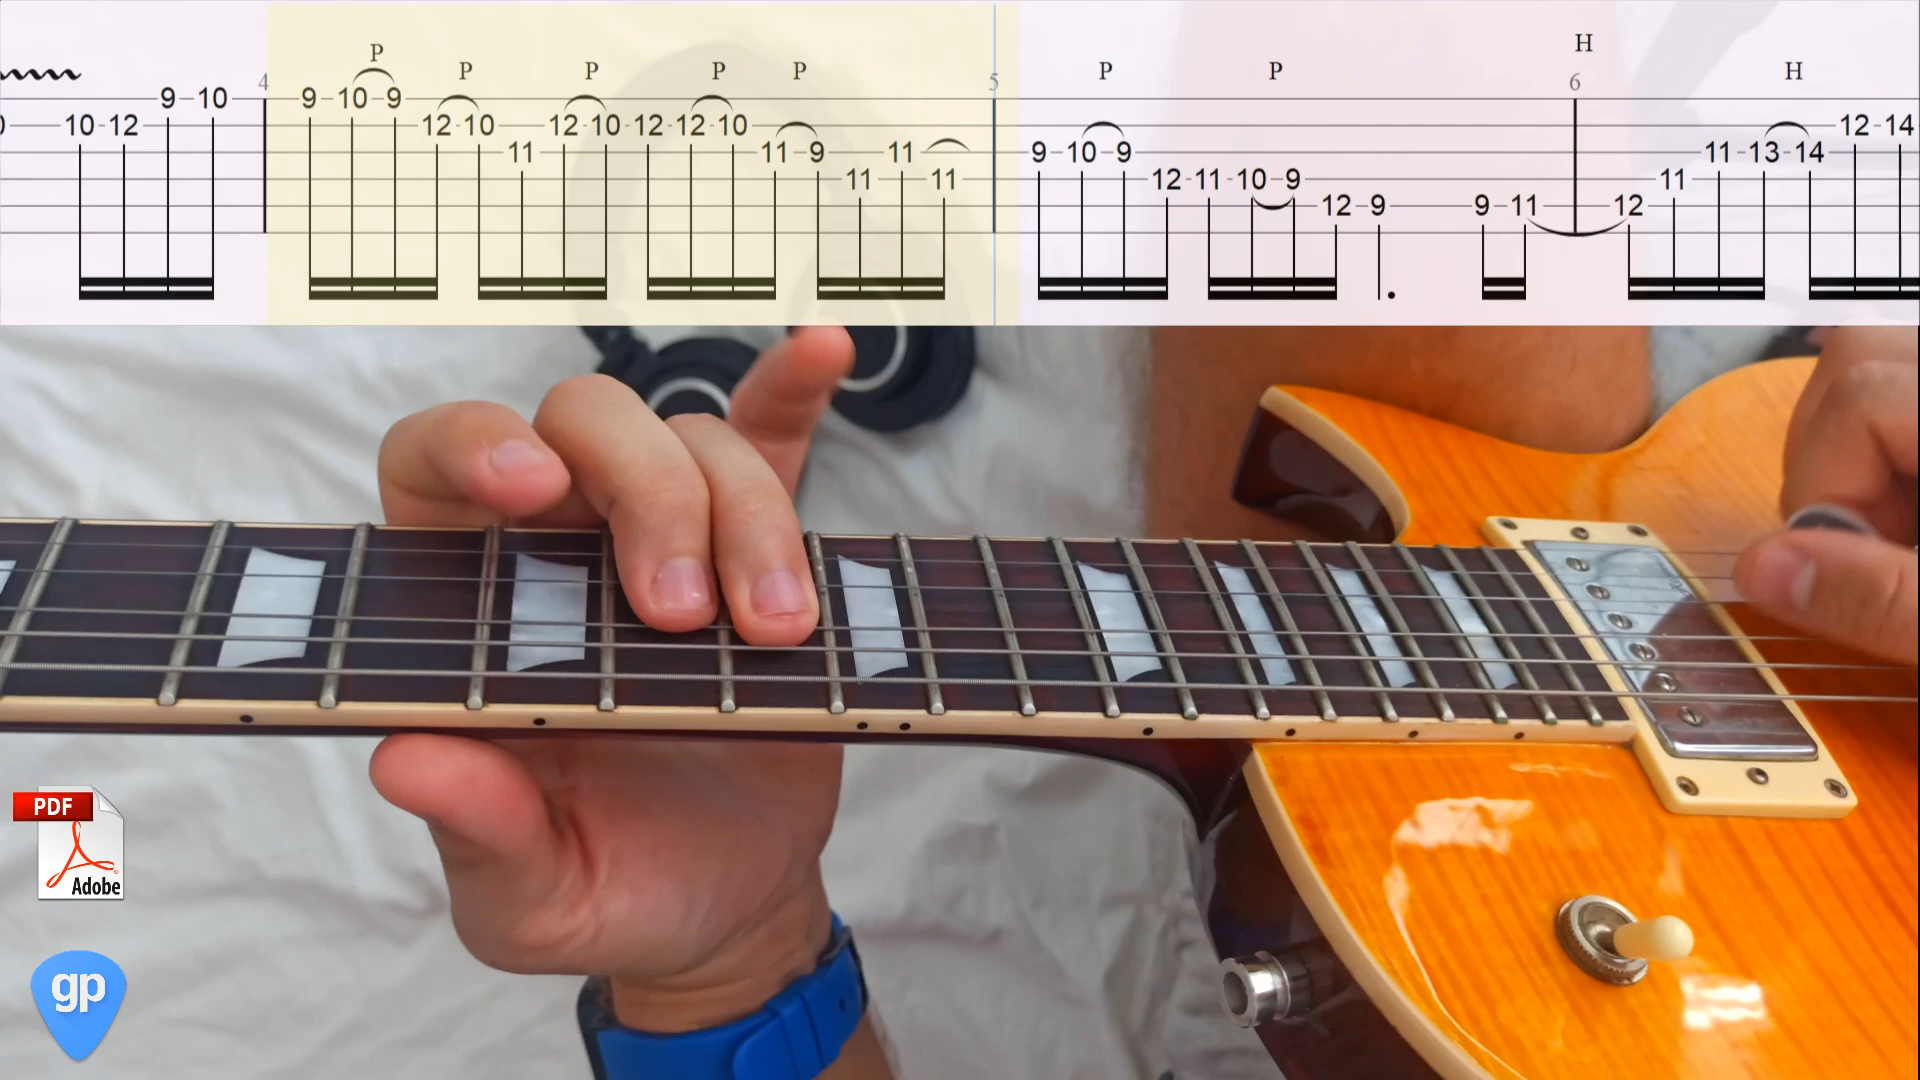 P P P P P P P H H
4 5 6
9 10 9 10 9 10 9
10 12 12 10 12 10 12 12 10 12 14
11 11 9 11 9 10 9 11 13 14
11 11 12 11 10 9 11
12 9 9 11 12
PDF
Adobe
gp